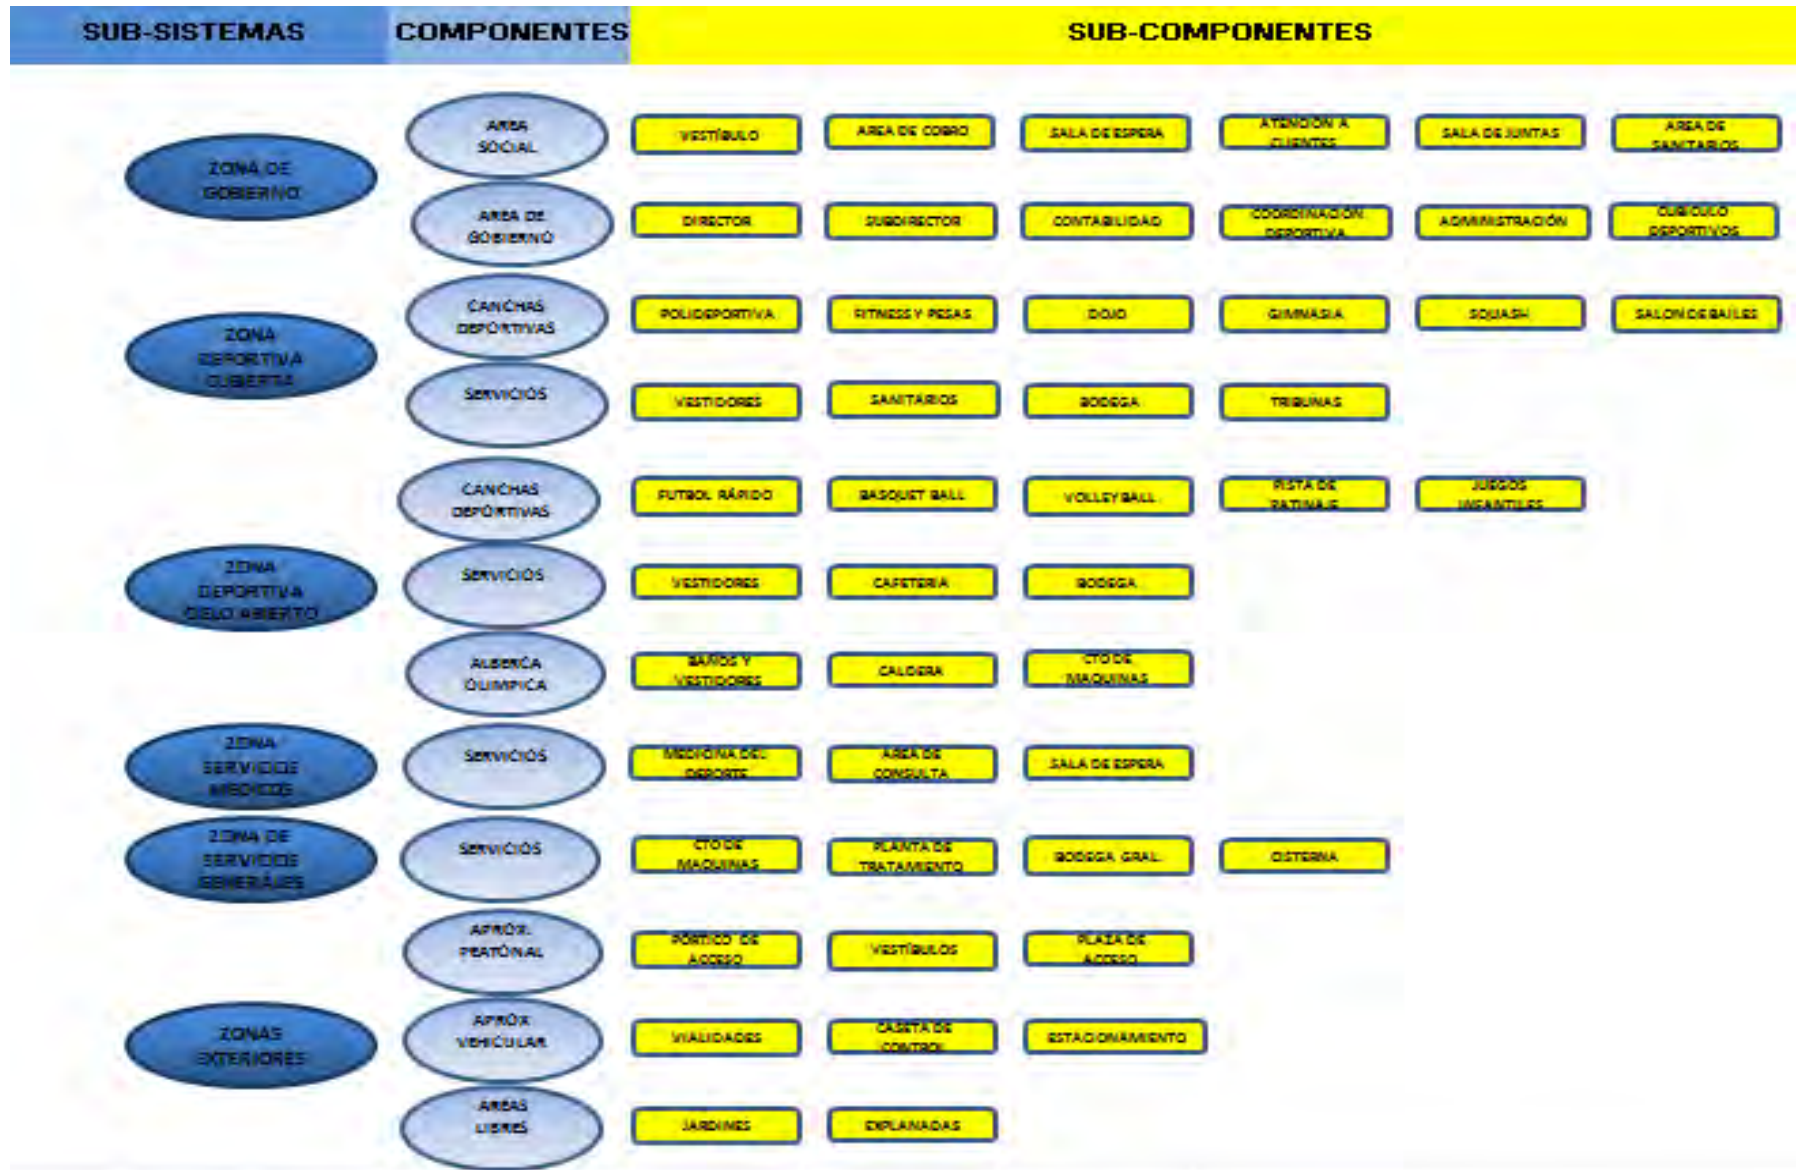 SUB-SISTEMAS
COMPONENTES
SUB-COMPONENTES
ZONA DE
GOBIERNO
AREA
SOCIAL
VESTÍBULO
AREA DE COBRO
SALA DE ESPERA
ATENCION A
CLIENTES
SALA DE JUNTAS
AREA DE
SANITARIOS
AREA DE
GOBIERNO
DIRECTOR
SUBDIRECTOR
CONTABILIDAD
COORDINACIÓN
DEPORTIVA
ADMINISTRACIÓN
CUBICULO
DEPORTIVOS
ZONA
DEPORTIVA
CUBIERTA
CANCHAS
DEPORTIVAS
POLIDEPORTIVA
FITNESS Y PESAS
DOJO
GIMNASIA
SQUASH
SALON DE BAILES
SERVICIOS
VESTIDORES
SANITARIOS
BODEGA
TRIBUNAS
ZONA
DEPORTIVA
CIELO ABIERTO
CANCHAS
DEPORTIVAS
FUTBOL RÁPIDO
BASQUET BALL
VOLLEY BALL
PISTA DE
PATINAJE
JUEGOS
INFANTILES
SERVICIOS
VESTIDORES
CAFETERIA
BODEGA
ALBERCA
OLIMPICA
BAÑOS Y
VESTIDORES
CALDERA
CTO DE
MAQUINAS
ZONA
SERVICIOS
MEDICOS
SERVICIOS
MEDICINA DEL
DEPORTE
AREA DE
CONSULTA
SALA DE ESPERA
ZONA DE
SERVICIOS
GENERALES
SERVICIOS
CTO DE
MAQUINAS
PLANTA DE
TRATAMIENTO
BODEGA GRAL.
CISTERNA
ZONAS
EXTERIORES
APROX.
PEATONAL
PÓRTICO DE
ACCESO
VESTÍBULOS
PLAZA DE
ACCESO
APROX
VEHICULAR
VIALIDADES
CASETA DE
CONTROL
ESTACIONAMIENTO
AREAS
LIBRES
JARDINES
EXPLANADAS